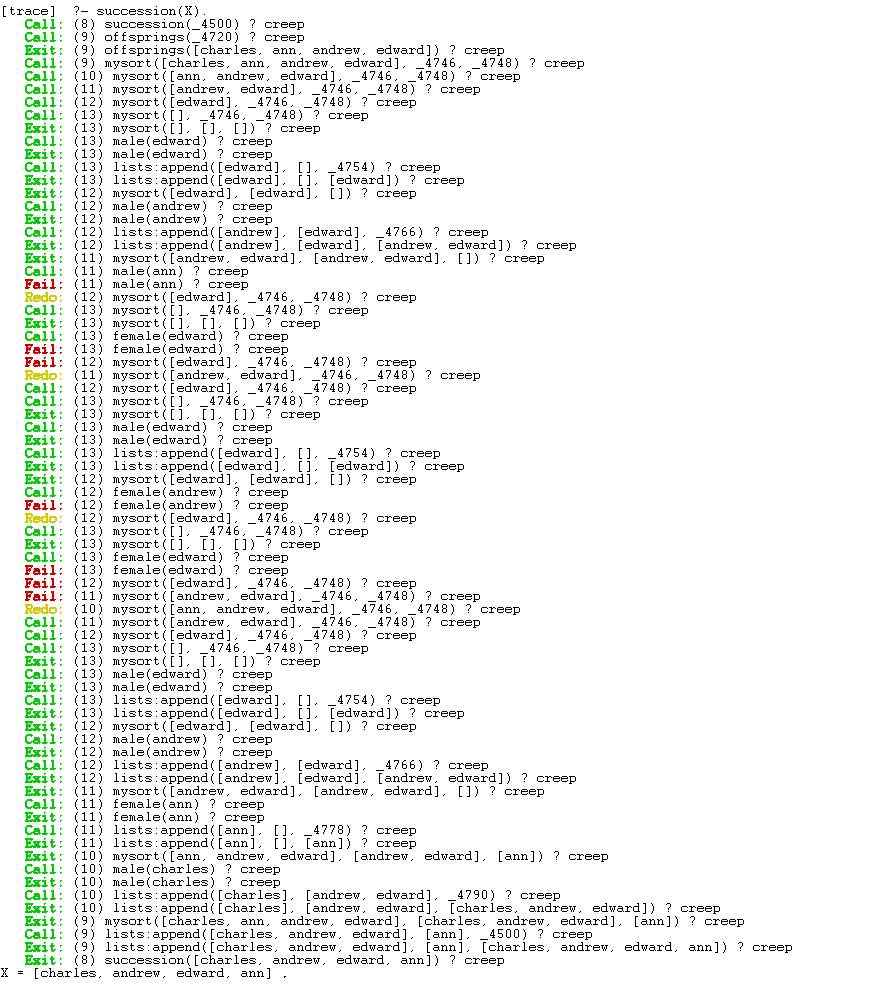 [trace]  ?- succession(X).
   Call: (8) succession(_4500) ? creep
   Call: (9) offsprings(_4720) ? creep
   Exit: (9) offsprings([charles, ann, andrew, edward]) ? creep
   Call: (9) mysort([charles, ann, andrew, edward], _4746, _4748) ? creep
   Call: (10) mysort([ann, andrew, edward], _4746, _4748) ? creep
   Call: (11) mysort([andrew, edward], _4746, _4748) ? creep
   Call: (12) mysort([edward], _4746, _4748) ? creep
   Call: (13) mysort([], _4746, _4748) ? creep
   Exit: (13) mysort([], [], []) ? creep
   Call: (13) male(edward) ? creep
   Exit: (13) male(edward) ? creep
   Call: (13) lists:append([edward], [], _4754) ? creep
   Exit: (13) lists:append([edward], [], [edward]) ? creep
   Exit: (12) mysort([edward], [edward], []) ? creep
   Call: (12) male(andrew) ? creep
   Exit: (12) male(andrew) ? creep
   Call: (12) lists:append([andrew], [edward], _4766) ? creep
   Exit: (12) lists:append([andrew], [edward], [andrew, edward]) ? creep
   Exit: (11) mysort([andrew, edward], [andrew, edward], []) ? creep
   Call: (11) male(ann) ? creep
   Fail: (11) male(ann) ? creep
   Redo: (12) mysort([edward], _4746, _4748) ? creep
   Call: (13) mysort([], _4746, _4748) ? creep
   Exit: (13) mysort([], [], []) ? creep
   Call: (13) female(edward) ? creep
   Fail: (13) female(edward) ? creep
   Fail: (12) mysort([edward], _4746, _4748) ? creep
   Redo: (11) mysort([andrew, edward], _4746, _4748) ? creep
   Call: (12) mysort([edward], _4746, _4748) ? creep
   Call: (13) mysort([], _4746, _4748) ? creep
   Exit: (13) mysort([], [], []) ? creep
   Call: (13) male(edward) ? creep
   Exit: (13) male(edward) ? creep
   Call: (13) lists:append([edward], [], _4754) ? creep
   Exit: (13) lists:append([edward], [], [edward]) ? creep
   Exit: (12) mysort([edward], [edward], []) ? creep
   Call: (12) female(andrew) ? creep
   Fail: (12) female(andrew) ? creep
   Redo: (12) mysort([edward], _4746, _4748) ? creep
   Call: (13) mysort([], _4746, _4748) ? creep
   Exit: (13) mysort([], [], []) ? creep
   Call: (13) female(edward) ? creep
   Fail: (13) female(edward) ? creep
   Fail: (12) mysort([edward], _4746, _4748) ? creep
   Fail: (11) mysort([andrew, edward], _4746, _4748) ? creep
   Redo: (10) mysort([ann, andrew, edward], _4746, _4748) ? creep
   Call: (11) mysort([andrew, edward], _4746, _4748) ? creep
   Call: (12) mysort([edward], _4746, _4748) ? creep
   Call: (13) mysort([], _4746, _4748) ? creep
   Exit: (13) mysort([], [], []) ? creep
   Call: (13) male(edward) ? creep
   Exit: (13) male(edward) ? creep
   Call: (13) lists:append([edward], [], _4754) ? creep
   Exit: (13) lists:append([edward], [], [edward]) ? creep
   Exit: (12) mysort([edward], [edward], []) ? creep
   Call: (12) male(andrew) ? creep
   Exit: (12) male(andrew) ? creep
   Call: (12) lists:append([andrew], [edward], _4766) ? creep
   Exit: (12) lists:append([andrew], [edward], [andrew, edward]) ? creep
   Exit: (11) mysort([andrew, edward], [andrew, edward], []) ? creep
   Call: (11) female(ann) ? creep
   Exit: (11) female(ann) ? creep
   Call: (11) lists:append([ann], [], _4778) ? creep
   Exit: (11) lists:append([ann], [], [ann]) ? creep
   Exit: (10) mysort([ann, andrew, edward], [andrew, edward], [ann]) ? creep
   Call: (10) male(charles) ? creep
   Exit: (10) male(charles) ? creep
   Call: (10) lists:append([charles], [andrew, edward], _4790) ? creep
   Exit: (10) lists:append([charles], [andrew, edward], [charles, andrew, edward]) ? creep
   Exit: (9) mysort([charles, ann, andrew, edward], [charles, andrew, edward], [ann]) ? creep
   Call: (9) lists:append([charles, andrew, edward], [ann], _4500) ? creep
   Exit: (9) lists:append([charles, andrew, edward], [ann], [charles, andrew, edward, ann]) ? creep
   Exit: (8) succession([charles, andrew, edward, ann]) ? creep
X = [charles, andrew, edward, ann] .